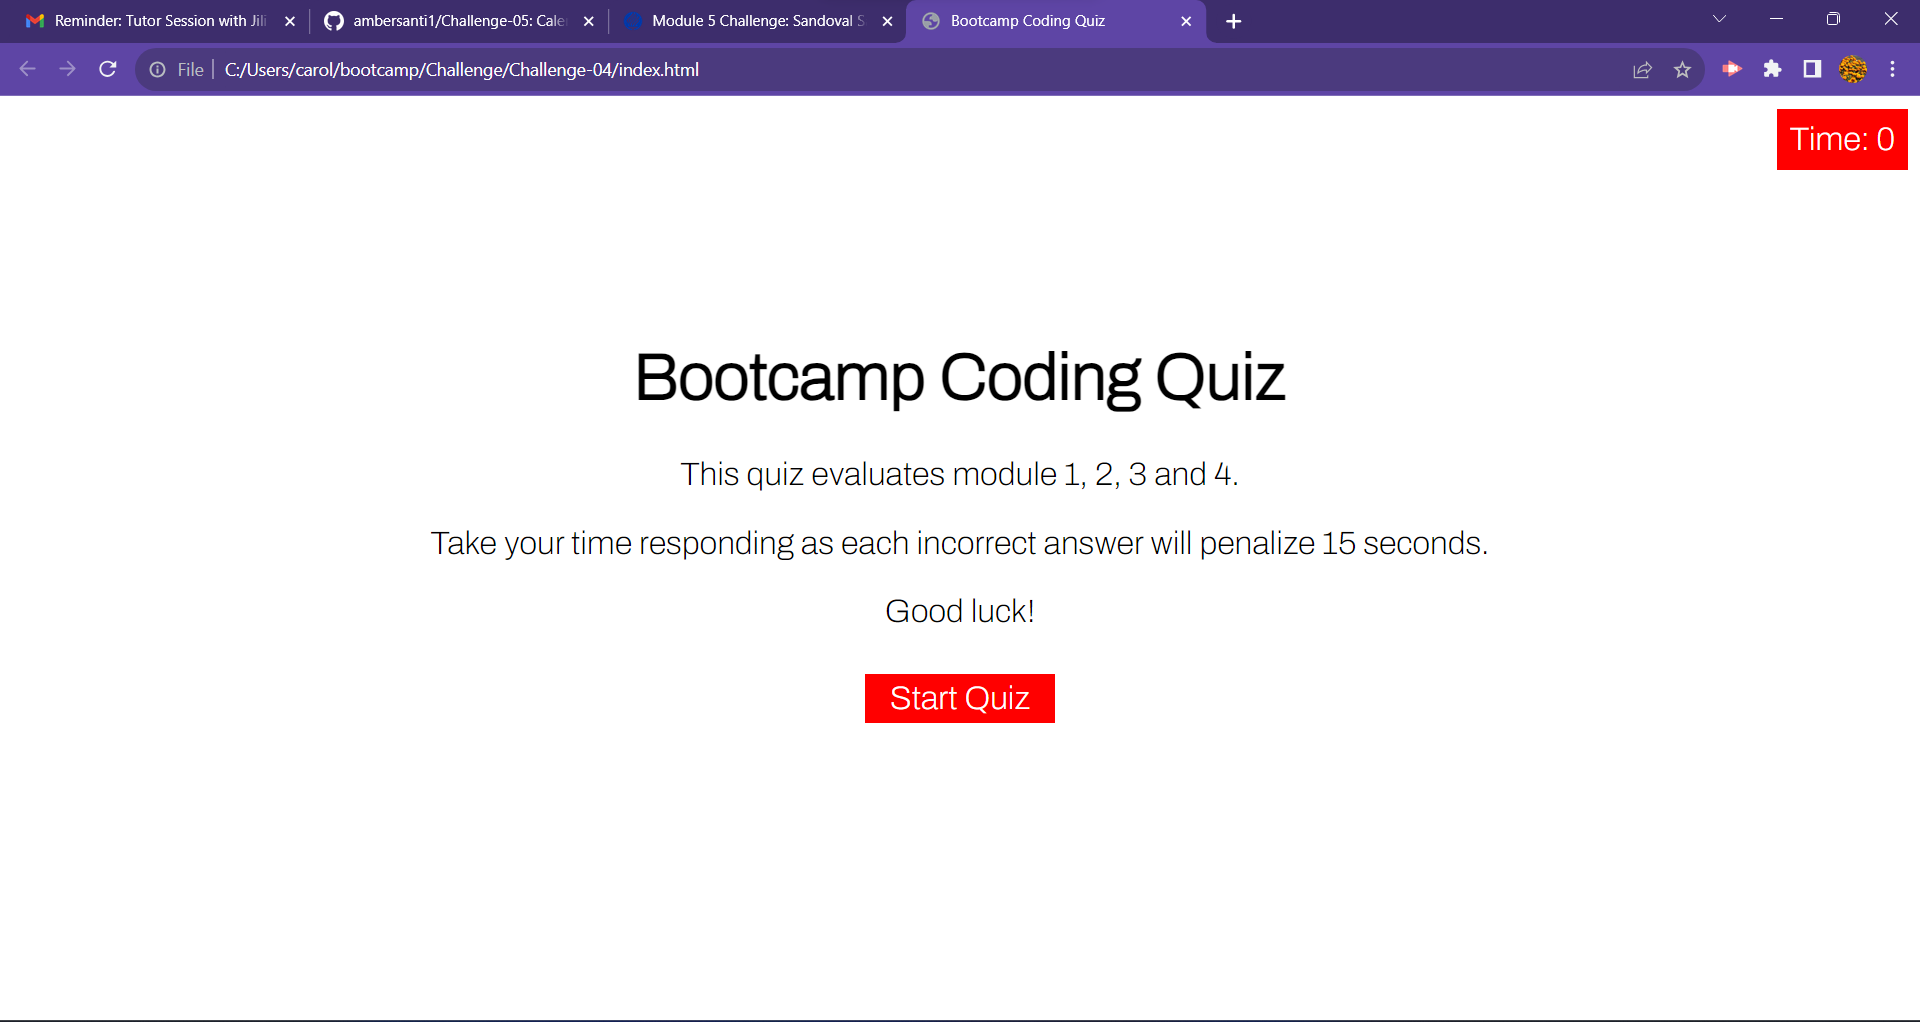 Reminder: Tutor Session with Jili
ambersanti1/Challenge-05: Cale
Module 5 Challenge: Sandoval S
Bootcamp Coding Quiz
File
C:/Users/carol/bootcamp/Challenge/Challenge-04/index.html
Time: 0
Bootcamp Coding Quiz
This quiz evaluates module 1, 2, 3 and 4.
Take your time responding as each incorrect answer will penalize 15 seconds.
Good luck!
Start Quiz